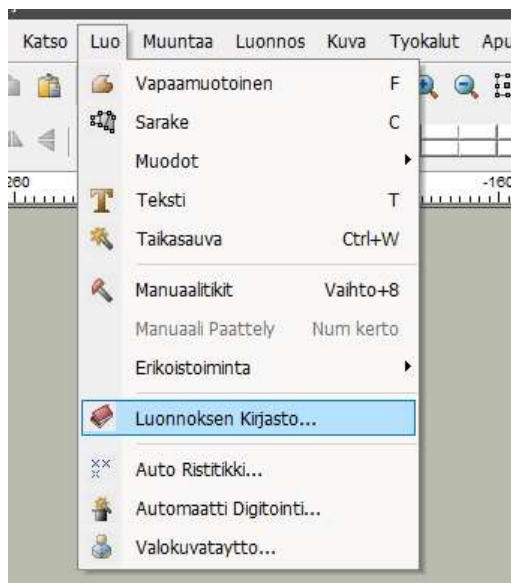 Katso Luo Muuntaa Luonnos Kuva Tyokalut Apu
Vapaamuotoinen F
Sarake C
Muodot
260 -160
Teksti T
Taikasauva Ctrl+W
Manuaalitikit Vaihto+8
Manuaali Paattely Num kerto
Erikoistoiminta
Luonnoksen Kirjasto...
Auto Ristitikki...
Automaatti Digitointi...
Valokuvataytto...